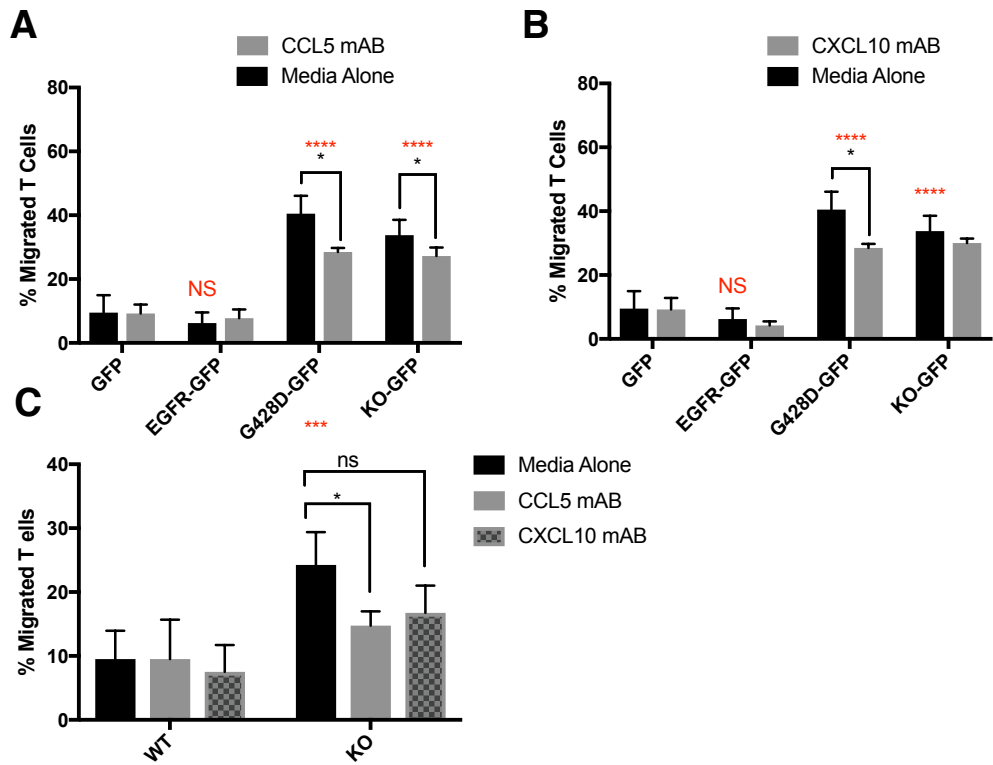 A
CCL5 mAB
Media Alone
% Migrated T Cells
80
60
40
20
0
NS
****
*
****
*
GFP
EGFR-GFP
G428D-GFP
KO-GFP
B
CXCL10 mAB
Media Alone
% Migrated T Cells
80
60
40
20
0
NS
****
*
****
GFP
EGFR-GFP
G428D-GFP
KO-GFP
C
% Migrated T ells
40
30
20
10
0
***
ns
*
WT
KO
Media Alone
CCL5 mAB
CXCL10 mAB